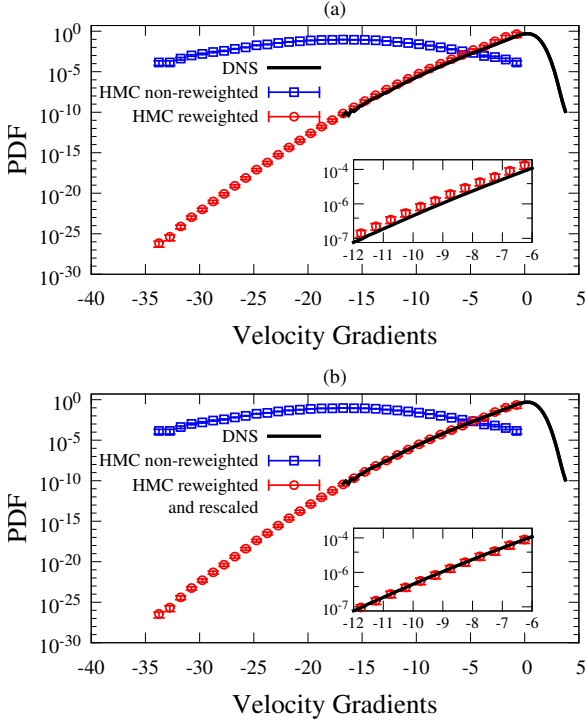 (a)
10^0
10^-5
10^-10
10^-15
10^-20
10^-25
10^-30
PDF
DNS
HMC non-reweighted
HMC reweighted
10^-4
10^-6
10^-7
-12 -11 -10 -9 -8 -7 -6
-40 -35 -30 -25 -20 -15 -10 -5 0 5
Velocity Gradients
(b)
10^0
10^-5
10^-10
10^-15
10^-20
10^-25
10^-30
PDF
DNS
HMC non-reweighted
HMC reweighted
and rescaled
10^-4
10^-6
10^-7
-12 -11 -10 -9 -8 -7 -6
-40 -35 -30 -25 -20 -15 -10 -5 0 5
Velocity Gradients